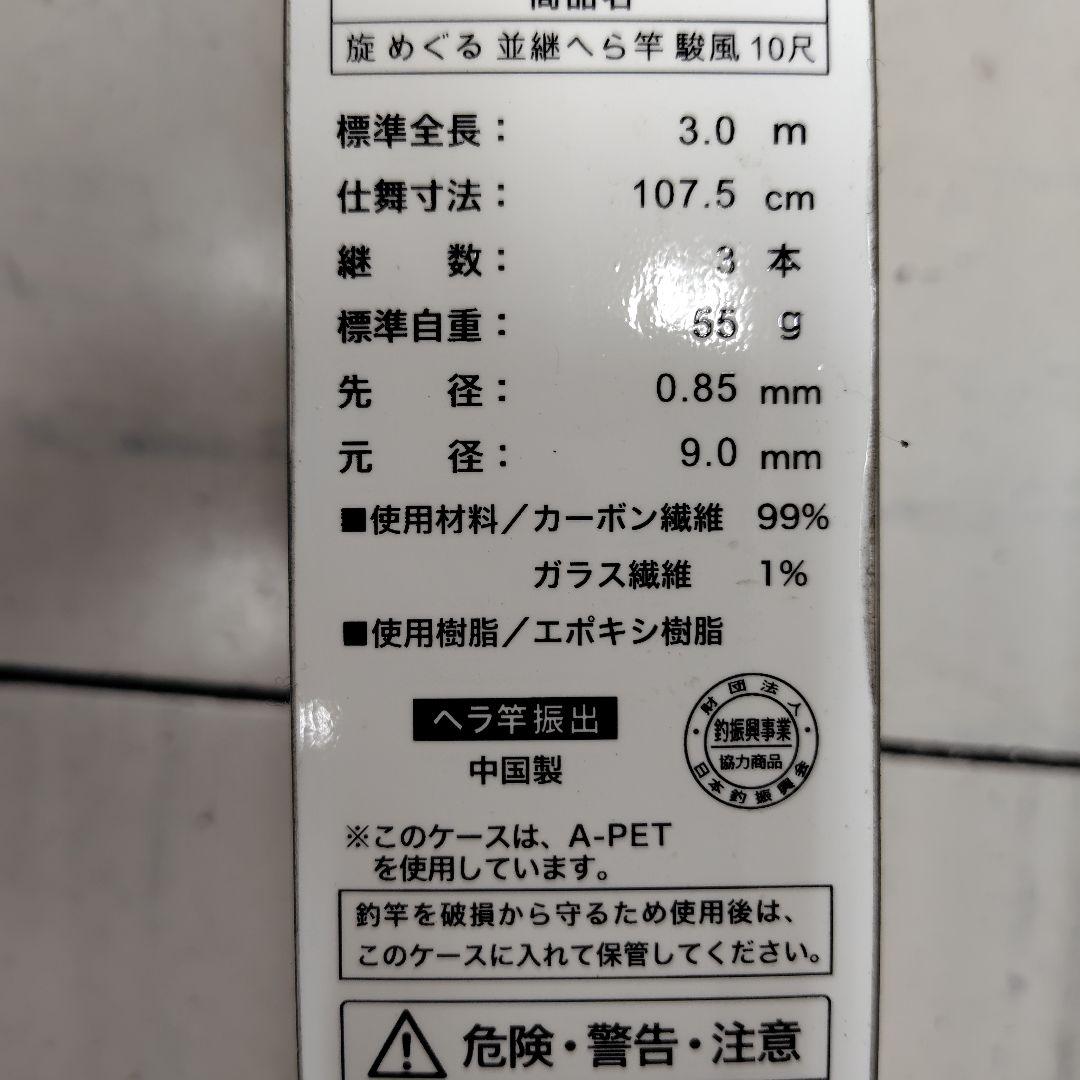 商品名
旋 めぐる 並継へら竿 駿風 10尺
標準全長： 3.0 m
仕舞寸法： 107.5 cm
継 数： 3 本
標準自重： 55 g
先 径： 0.85 mm
元 径： 9.0 mm
■使用材料／カーボン繊維 99%
ガラス繊維 1%
■使用樹脂／エポキシ樹脂
ヘラ竿振出
中国製
財団法人
釣振興事業
協力商品
日本釣振興会
※このケースは、A-PET
を使用しています。
釣竿を破損から守るため使用後は、
このケースに入れて保管してください。
危険・警告・注意